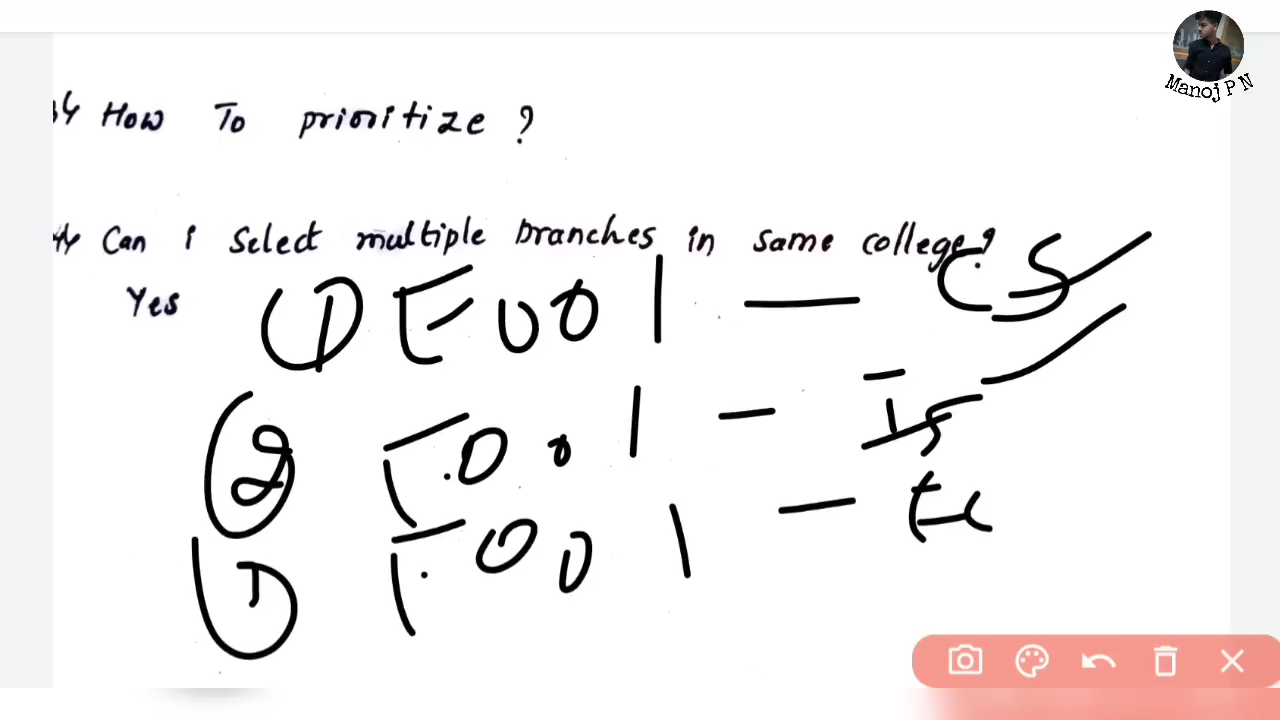 Manoj P N
How To prioritize ?
Can i Select multiple branches in same college?
Yes
① E001 — CS
② E001 — IS
E001 — EC